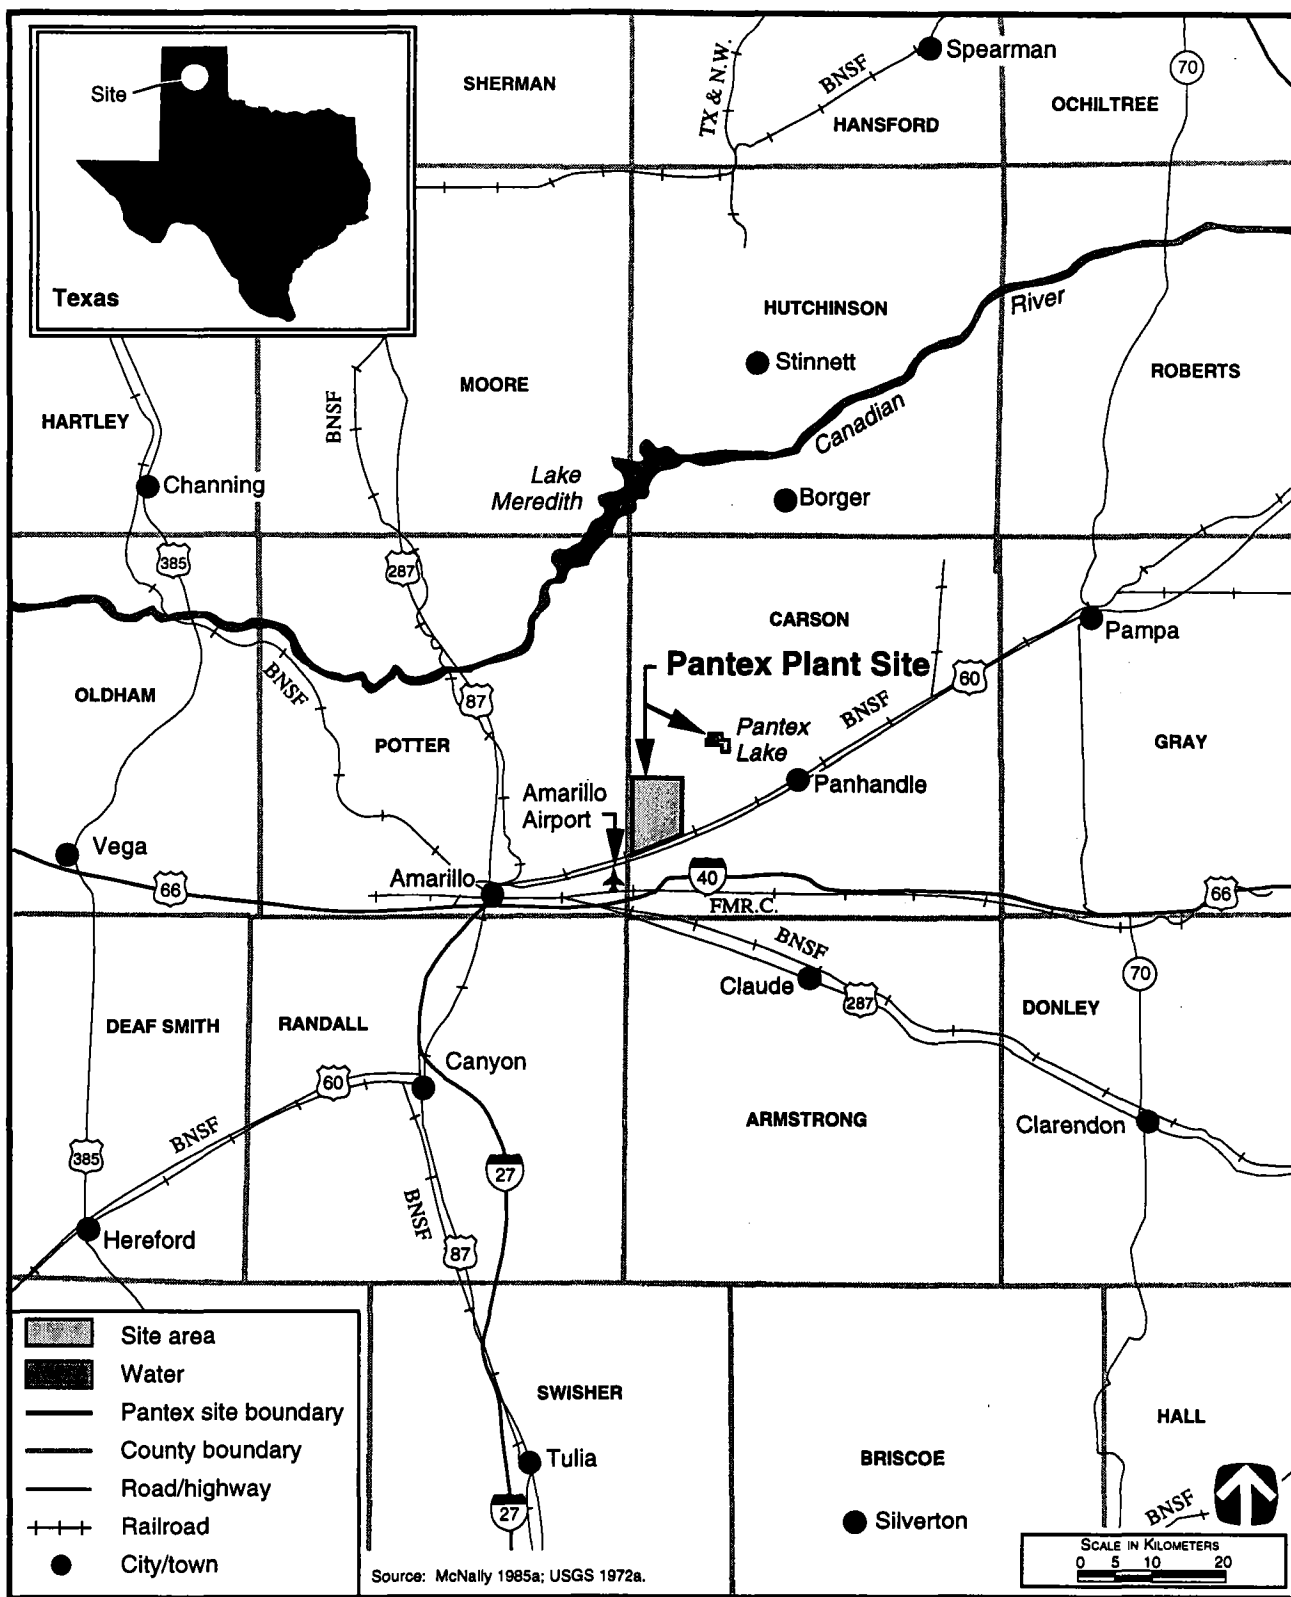 Site
Texas
SHERMAN
TX & N.W.
BNSF
Spearman
HANSFORD
OCHILTREE
70
HUTCHINSON
River
Stinnett
MOORE
ROBERTS
HARTLEY
BNSF
Canadian
Channing
Lake
Meredith
Borger
385
287
CARSON
Pampa
Pantex Plant Site
60
BNSF
OLDHAM
BNSF
87
POTTER
Pantex
Lake
GRAY
Panhandle
Amarillo
Airport
Vega
66
Amarillo
40
FMR.C.
66
BNSF
Claude
287
70
DONLEY
DEAF SMITH
RANDALL
Canyon
60
ARMSTRONG
Clarendon
BNSF
385
27
BNSF
Hereford
87
Site area
Water
Pantex site boundary
County boundary
Road/highway
Railroad
City/town
SWISHER
HALL
Tulia
BRISCOE
27
Silverton
BNSF
Source: McNally 1985a; USGS 1972a.
SCALE IN KILOMETERS
0 5 10 20